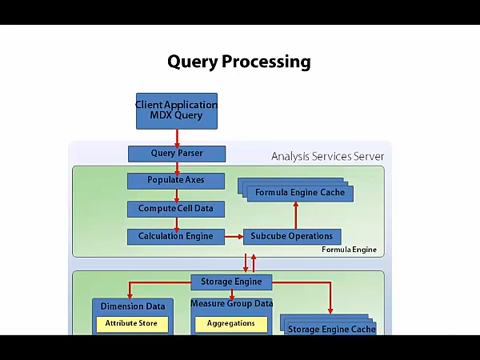 Query Processing
Client Application
MDX Query
Query Parser
Analysis Services Server
Populate Axes
Formula Engine Cache
Compute Cell Data
Calculation Engine
Subcube Operations
Formula Engine
Storage Engine
Dimension Data
Measure Group Data
Attribute Store
Aggregations
Storage Engine Cache